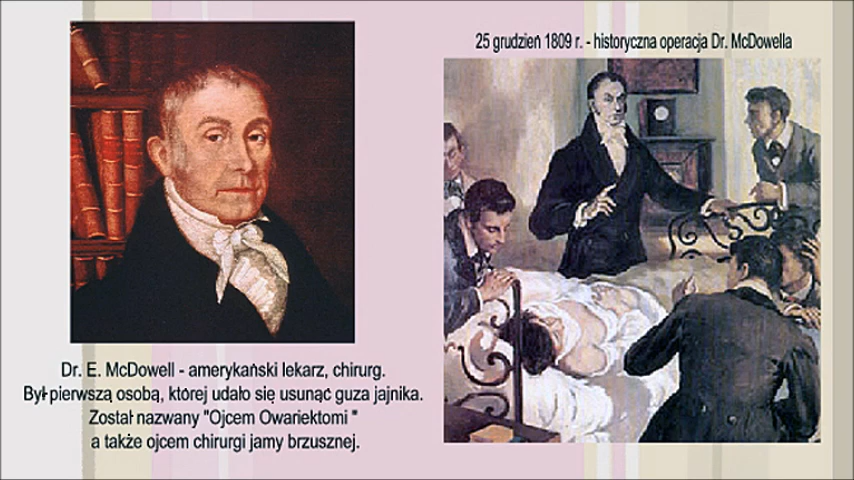 25 grudzień 1809 r. - historyczna operacja Dr. McDowella
Dr. E. McDowell - amerykański lekarz, chirurg.
Był pierwszą osobą, której udało się usunąć guza jajnika.
Został nazwany "Ojcem Owariektomi "
a także ojcem chirurgi jamy brzusznej.